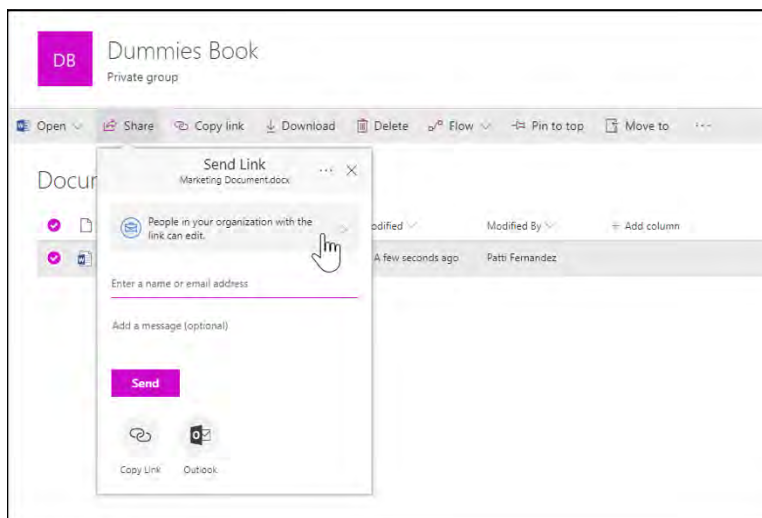 DB
Dummies Book
Private group
Open Share Copy link Download Delete Flow Pin to top Move to ...
Send Link ...
Marketing Document.docx
Docu
People in your organization with the
link can edit.
odified Modified By + Add column
A few seconds ago Patti Fernandez
Enter a name or email address
Add a message (optional)
Send
Copy Link Outlook